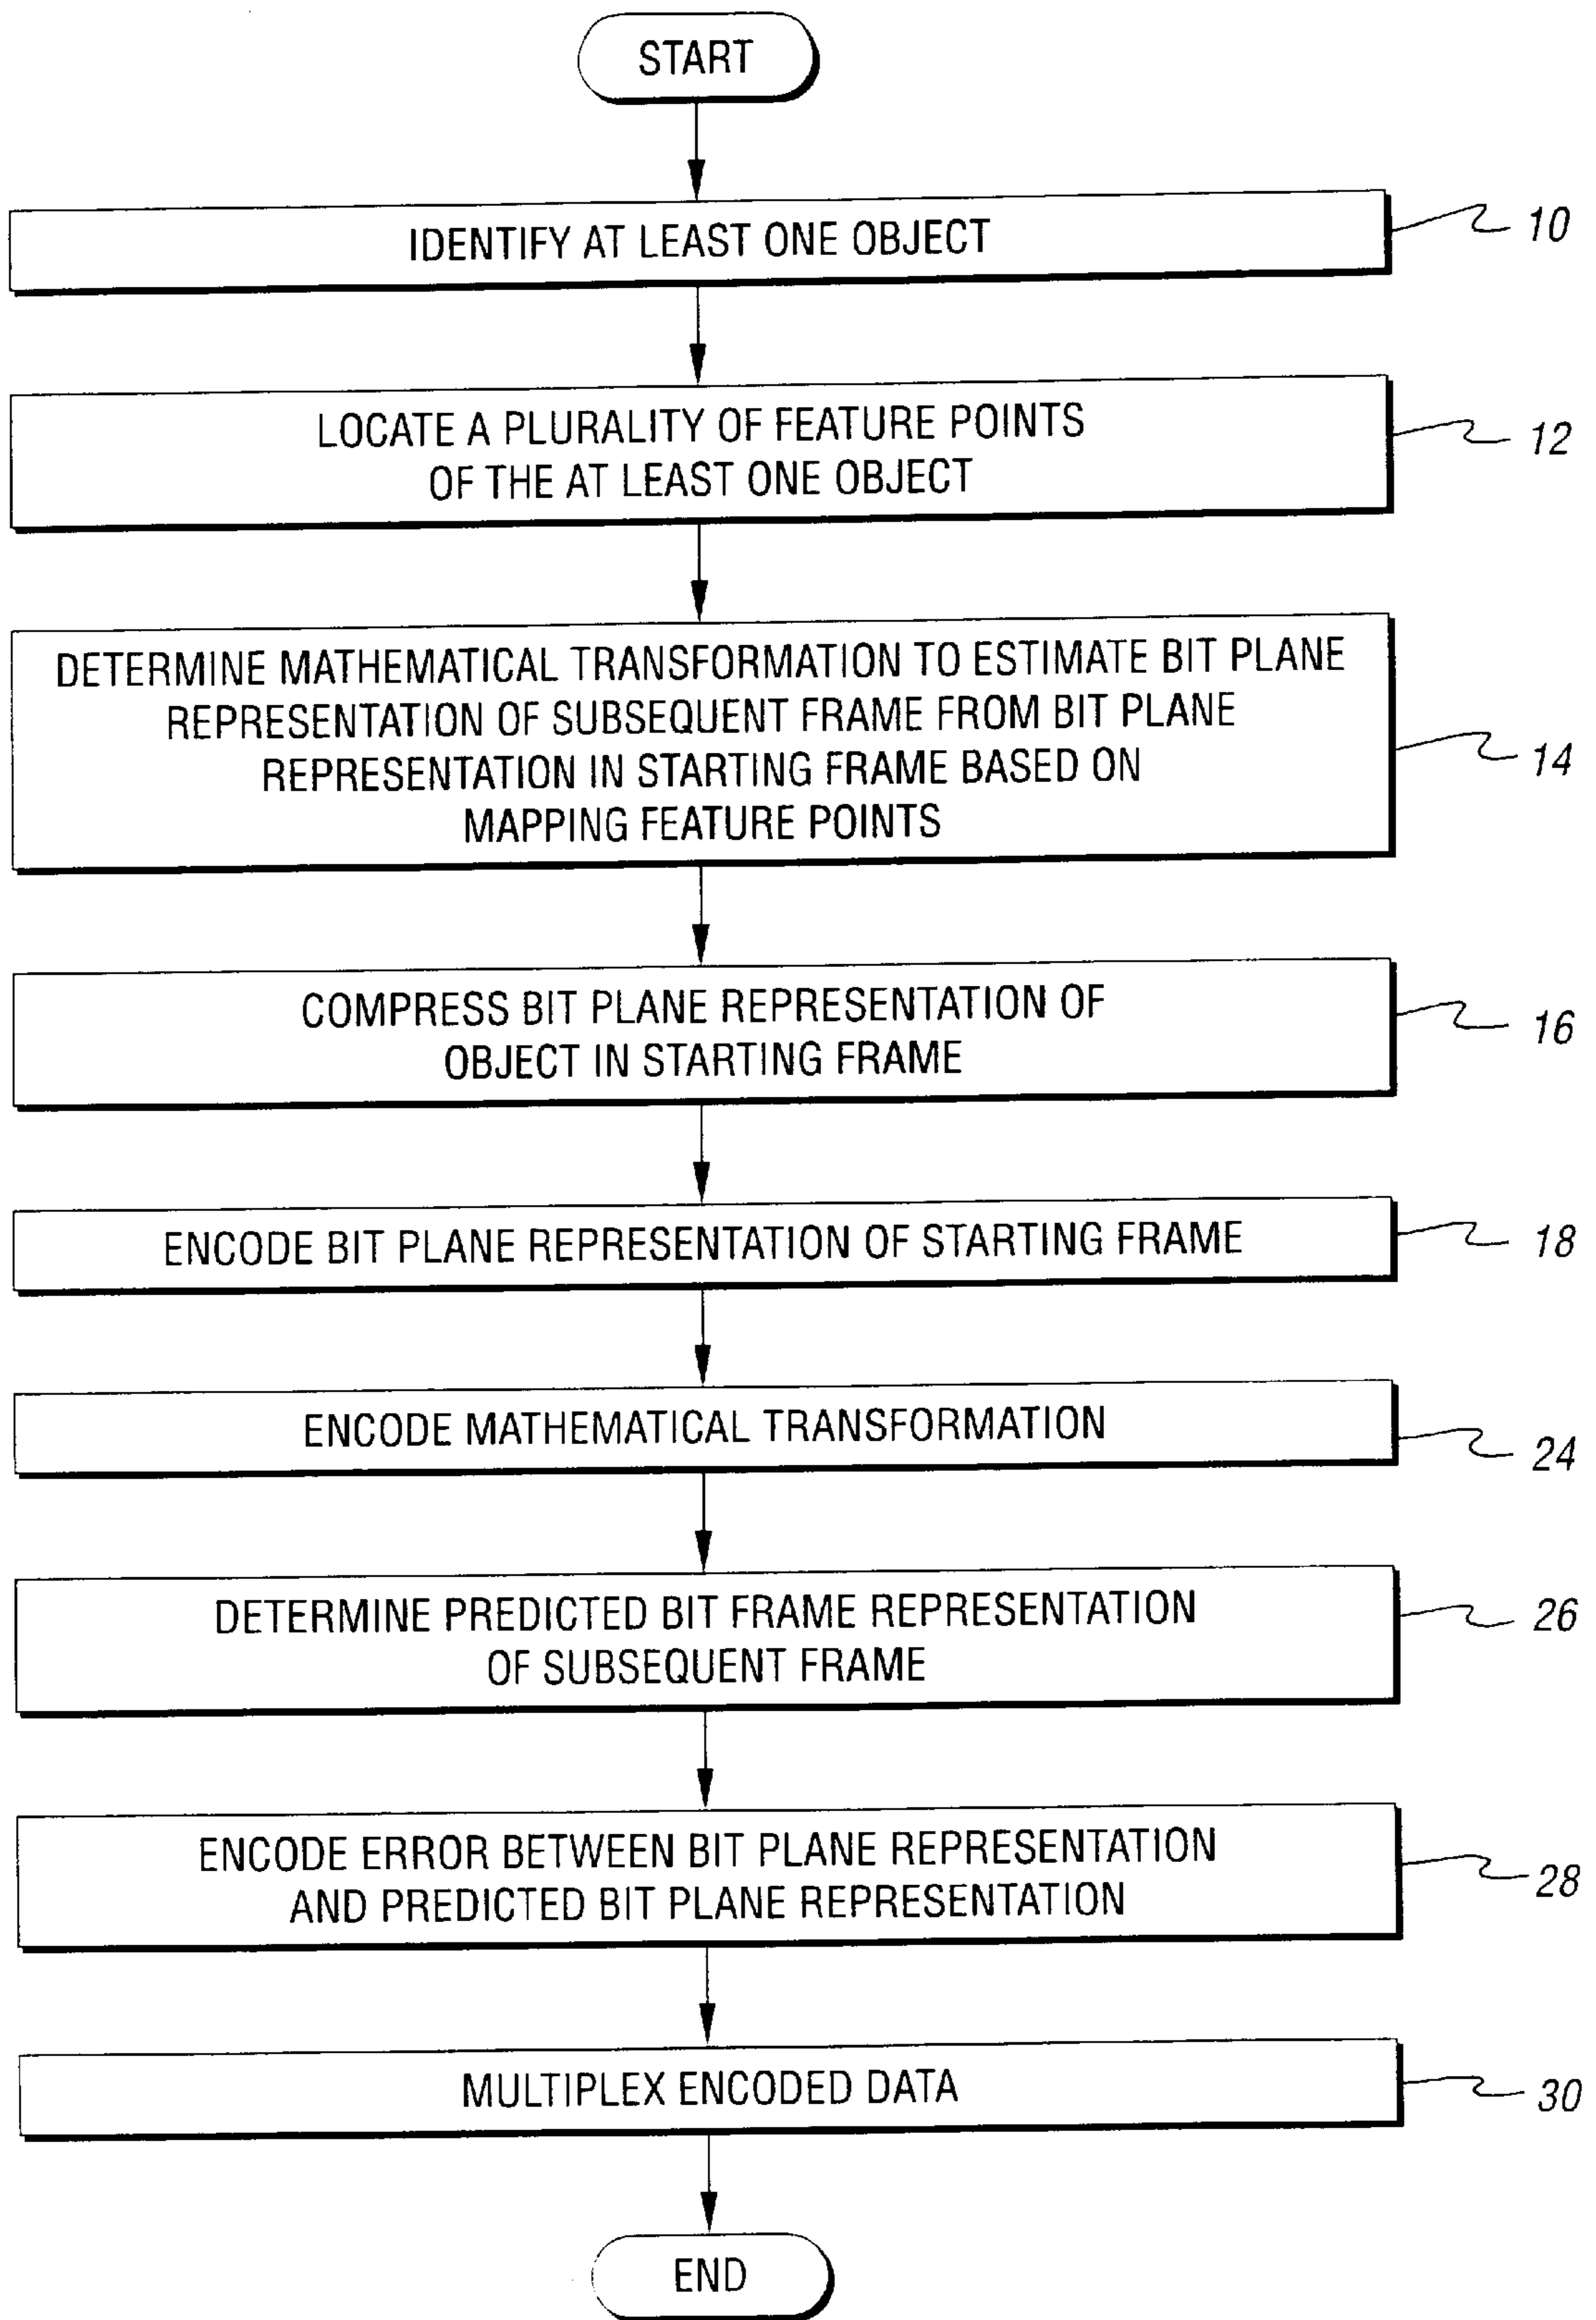 START
IDENTIFY AT LEAST ONE OBJECT
10
LOCATE A PLURALITY OF FEATURE POINTS
OF THE AT LEAST ONE OBJECT
12
DETERMINE MATHEMATICAL TRANSFORMATION TO ESTIMATE BIT PLANE
REPRESENTATION OF SUBSEQUENT FRAME FROM BIT PLANE
REPRESENTATION IN STARTING FRAME BASED ON
MAPPING FEATURE POINTS
14
COMPRESS BIT PLANE REPRESENTATION OF
OBJECT IN STARTING FRAME
16
ENCODE BIT PLANE REPRESENTATION OF STARTING FRAME
18
ENCODE MATHEMATICAL TRANSFORMATION
24
DETERMINE PREDICTED BIT FRAME REPRESENTATION
OF SUBSEQUENT FRAME
26
ENCODE ERROR BETWEEN BIT PLANE REPRESENTATION
AND PREDICTED BIT PLANE REPRESENTATION
28
MULTIPLEX ENCODED DATA
30
END